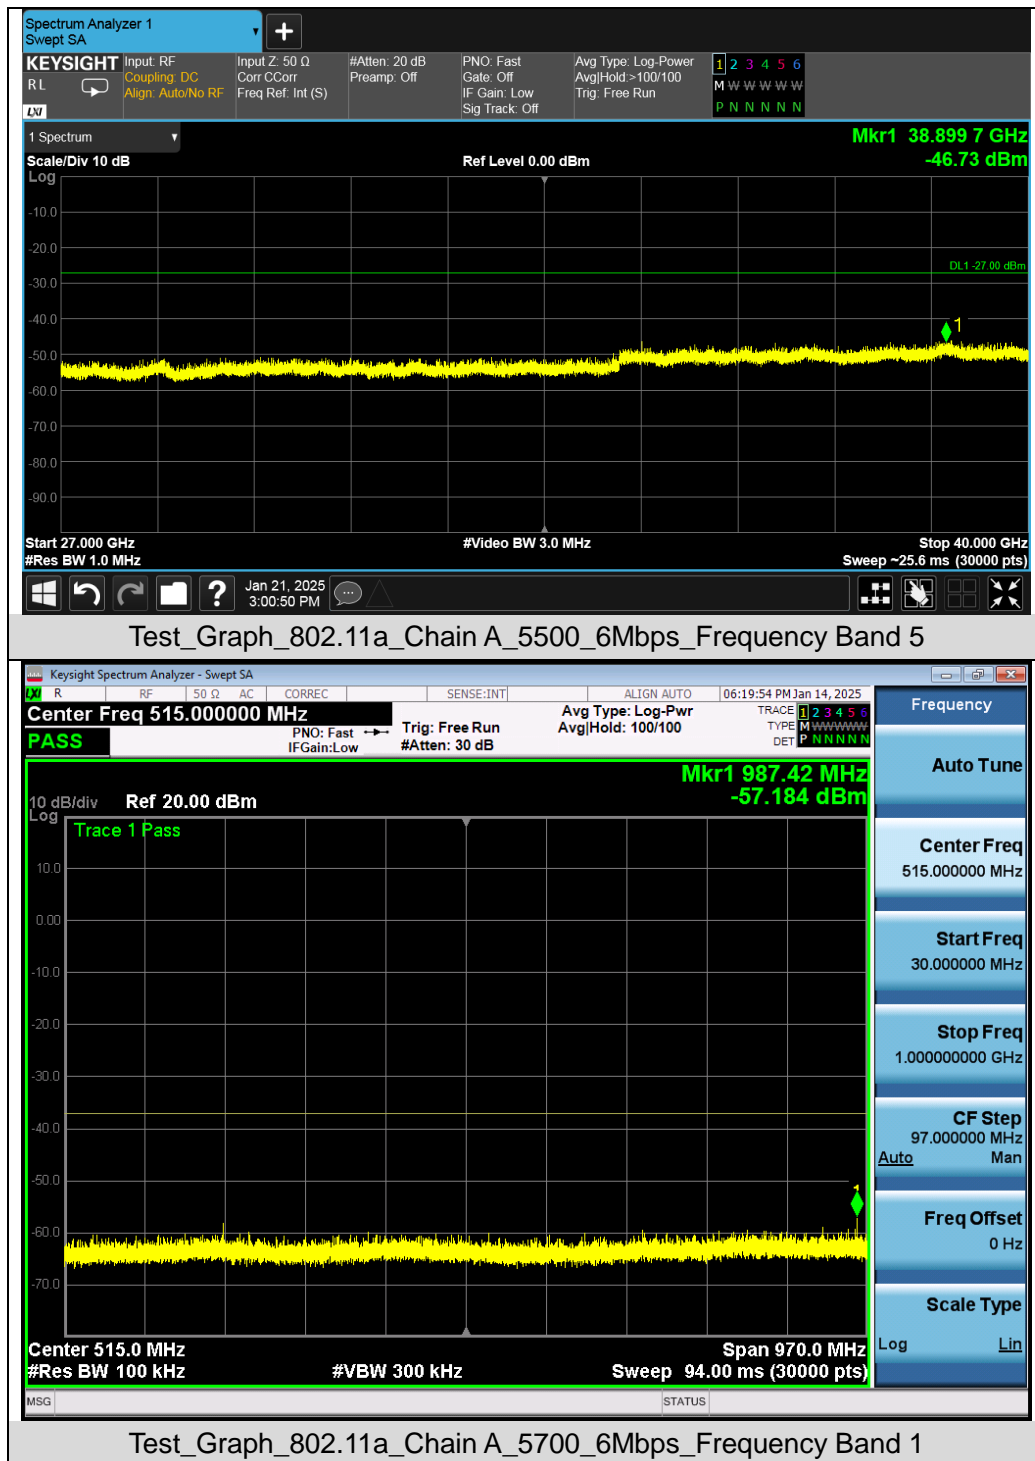 Spectrum Analyzer 1
Swept SA
KEYSIGHT
RL
LXI
Input: RF
Coupling: DC
Align: Auto/No RF
Input Z: 50 Ω
Corr CCorr
Freq Ref: Int (S)
#Atten: 20 dB
Preamp: Off
PNO: Fast
Gate: Off
IF Gain: Low
Sig Track: Off
Avg Type: Log-Power
Avg|Hold:>100/100
Trig: Free Run
1 2 3 4 5 6
M W W W W W
P N N N N N
1 Spectrum
Mkr1 38.899 7 GHz
-46.73 dBm
Scale/Div 10 dB
Ref Level 0.00 dBm
Log
-10.0
-20.0
DL1 -27.00 dBm
-30.0
-40.0
1
-50.0
-60.0
-70.0
-80.0
-90.0
Start 27.000 GHz
#Video BW 3.0 MHz
Stop 40.000 GHz
#Res BW 1.0 MHz
Sweep ~25.6 ms (30000 pts)
?
Jan 21, 2025
3:00:50 PM
Test_Graph_802.11a_Chain A_5500_6Mbps_Frequency Band 5
Keysight Spectrum Analyzer - Swept SA
LXI R RF 50 Ω AC CORREC SENSE:INT ALIGN AUTO 06:19:54 PM Jan 14, 2025
Center Freq 515.000000 MHz
PASS
PNO: Fast
IFGain:Low
Trig: Free Run
#Atten: 30 dB
Avg Type: Log-Pwr
Avg|Hold: 100/100
TRACE 1 2 3 4 5 6
TYPE M W W W W W
DET P N N N N N
Mkr1 987.42 MHz
-57.184 dBm
10 dB/div Ref 20.00 dBm
Log
Trace 1 Pass
10.0
0.00
-10.0
-20.0
-30.0
-40.0
-50.0
1
-60.0
-70.0
Center 515.0 MHz
Span 970.0 MHz
#Res BW 100 kHz
#VBW 300 kHz
Sweep 94.00 ms (30000 pts)
MSG
STATUS
Frequency
Auto Tune
Center Freq
515.000000 MHz
Start Freq
30.000000 MHz
Stop Freq
1.000000000 GHz
CF Step
97.000000 MHz
Auto Man
Freq Offset
0 Hz
Scale Type
Log Lin
Test_Graph_802.11a_Chain A_5700_6Mbps_Frequency Band 1